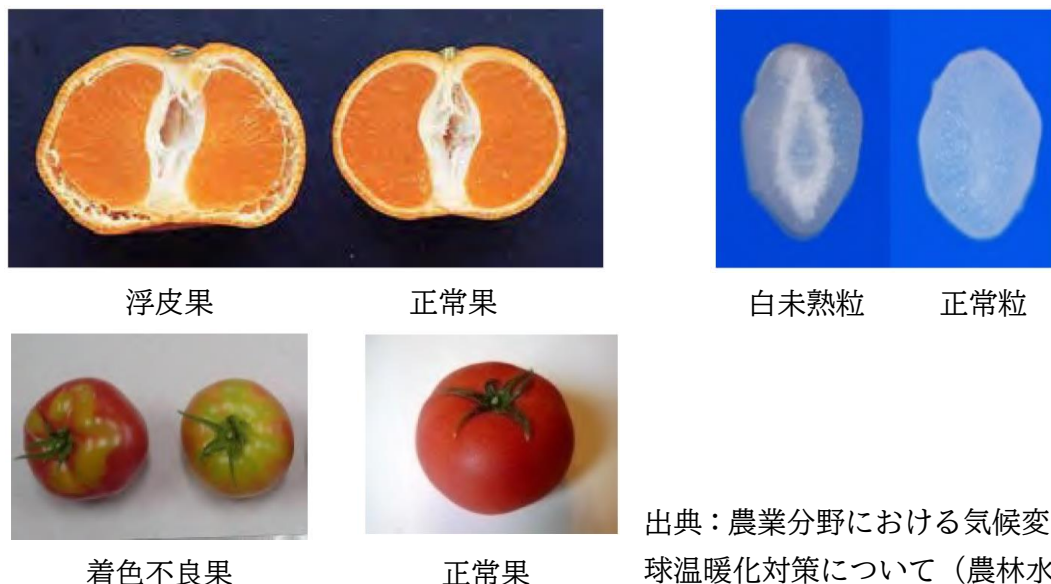 浮皮果
正常果
白未熟粒
正常粒
着色不良果
正常果
出典：農業分野における気候変
球温暖化対策について（農林水